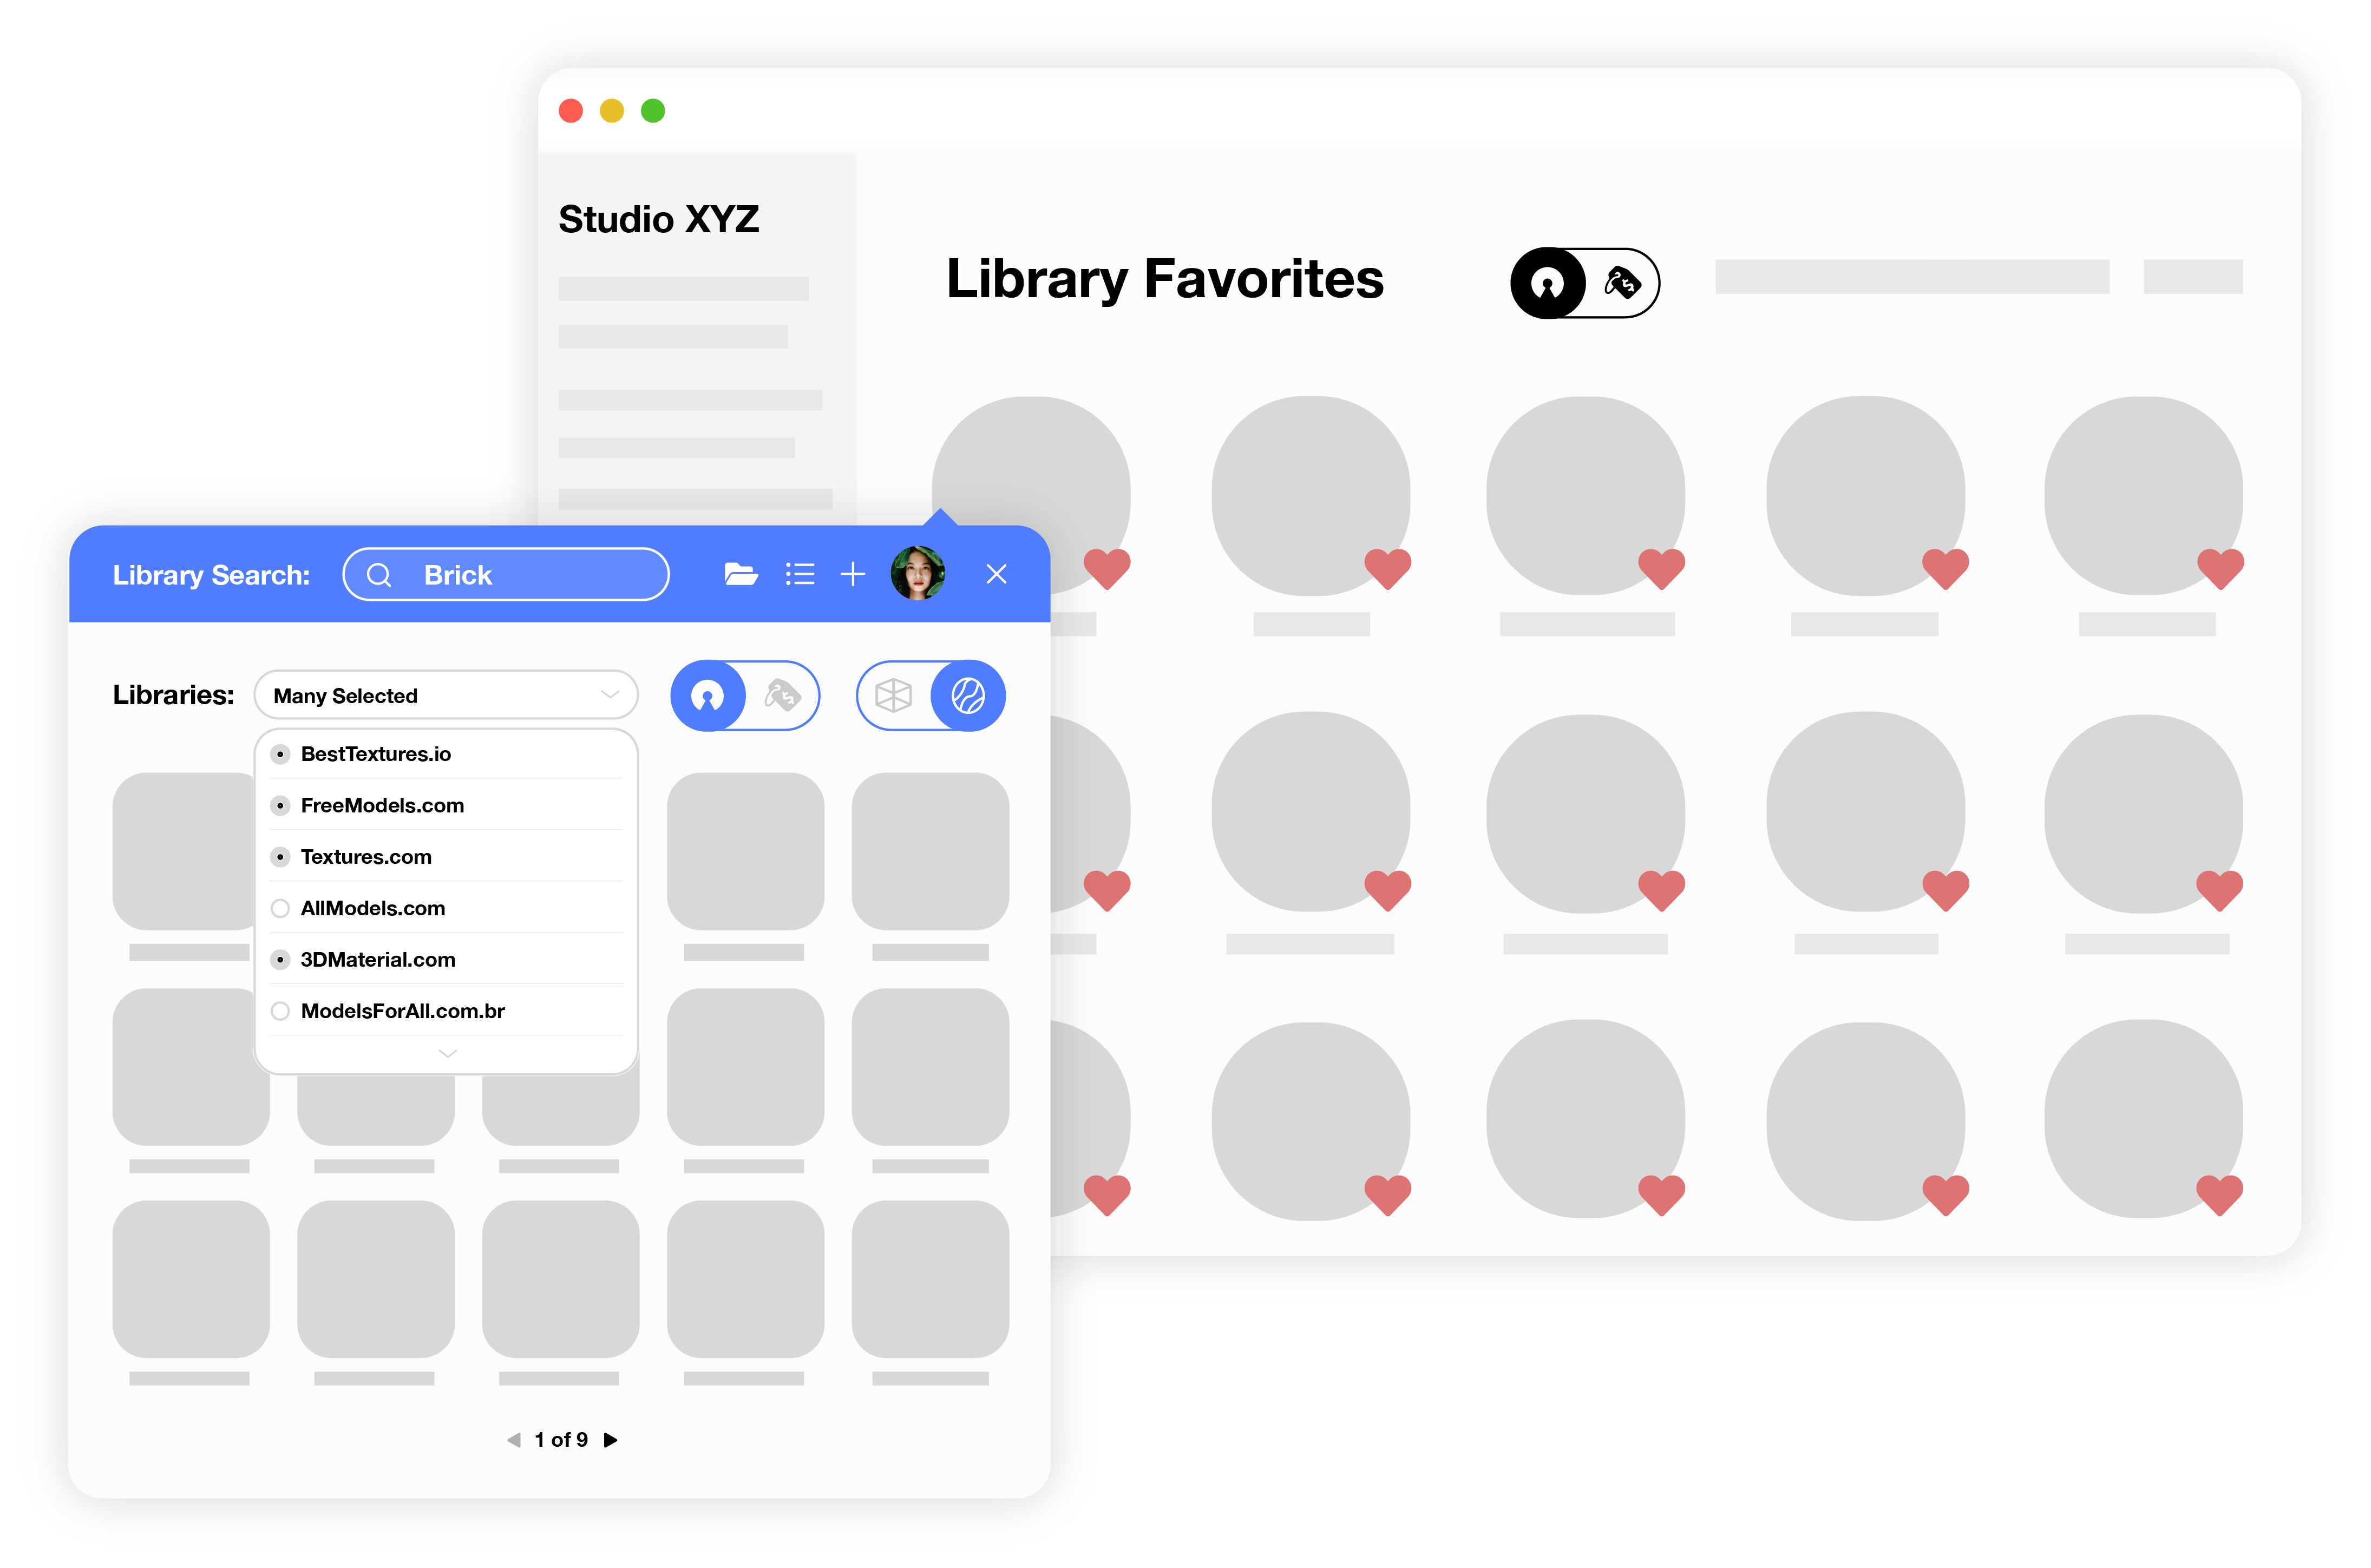 Studio XYZ
Library Favorites
Library Search:
Brick
Libraries:
Many Selected
BestTextures.io
FreeModels.com
Textures.com
AllModels.com
3DMaterial.com
ModelsForAll.com.br
1 of 9